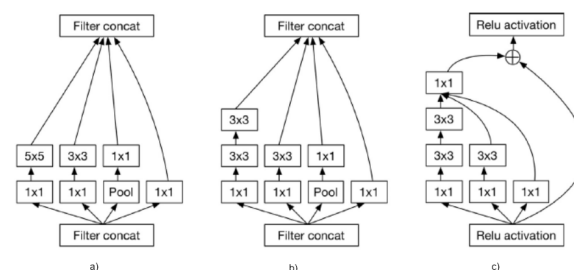 Filter concat
5x5 3x3 1x1
1x1 1x1 Pool 1x1
Filter concat
a)
Filter concat
3x3
3x3 3x3 1x1
1x1 1x1 Pool 1x1
Filter concat
b)
Relu activation
1x1
3x3
3x3 3x3
1x1 1x1 1x1
Relu activation
c)